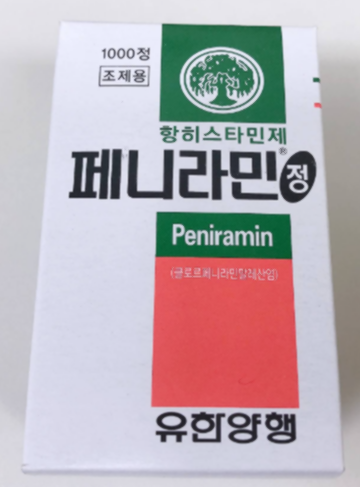 1000정
조제용
항히스타민제
페니라민® 정
Peniramin
(클로르페니라민말레산염)
유한양행